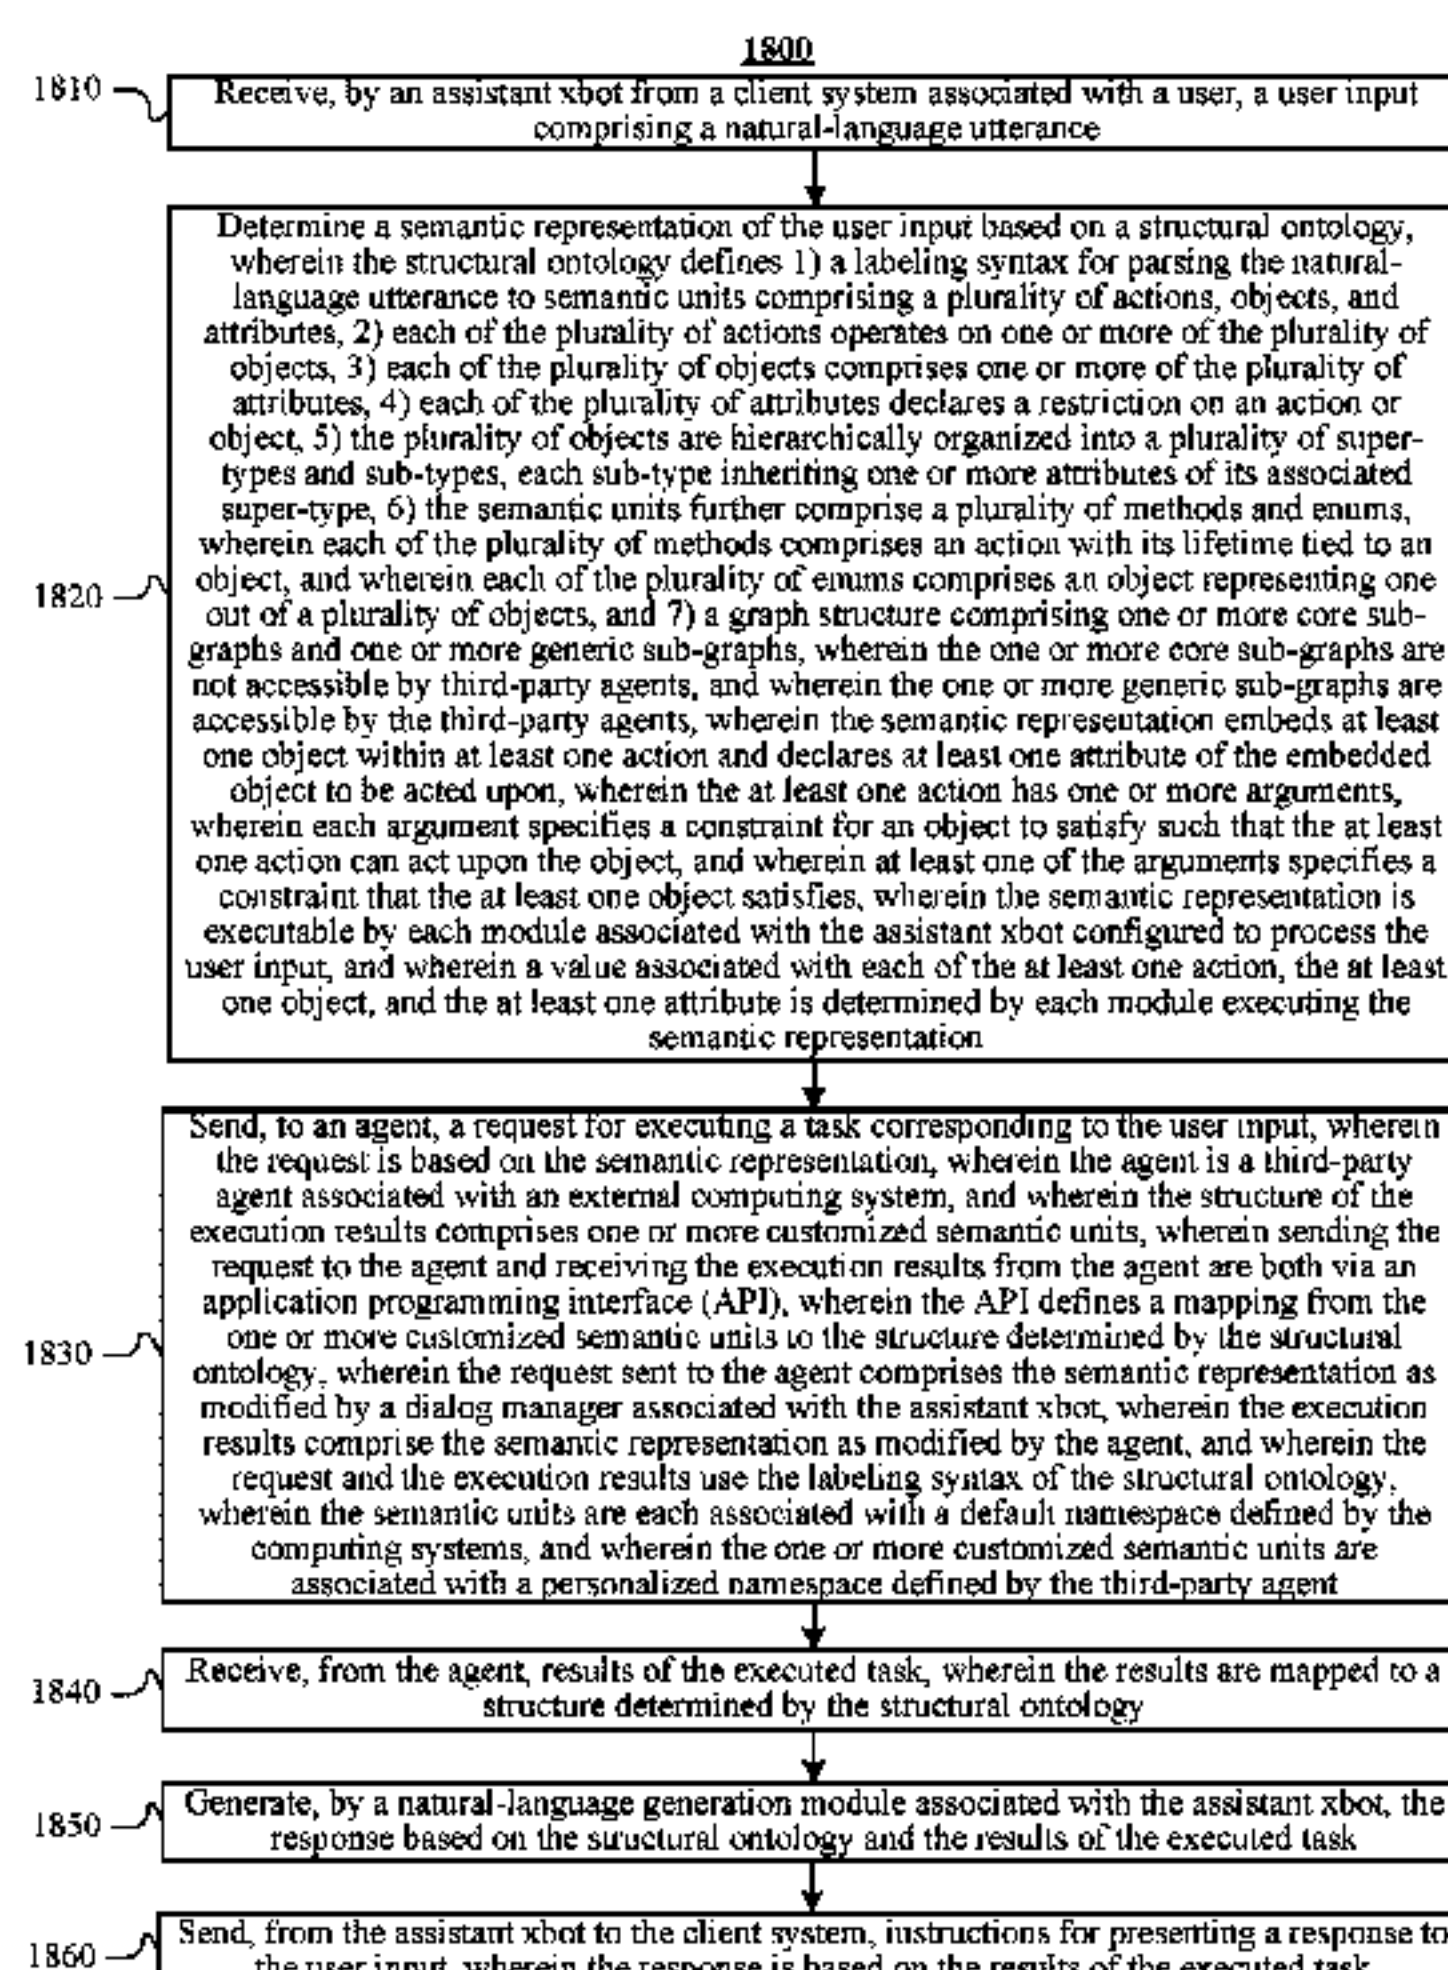 1800
1810
Receive, by an assistant xbot from a client system associated with a user, a user input
comprising a natural-language utterance
1820
Determine a semantic representation of the user input based on a structural ontology,
wherein the structural ontology defines 1) a labeling syntax for parsing the natural-
language utterance to semantic units comprising a plurality of actions, objects, and
attributes, 2) each of the plurality of actions operates on one or more of the plurality of
objects, 3) each of the plurality of objects comprises one or more of the plurality of
attributes, 4) each of the plurality of attributes declares a restriction on an action or
object, 5) the plurality of objects are hierarchically organized into a plurality of super-
types and sub-types, each sub-type inheriting one or more attributes of its associated
super-type, 6) the semantic units further comprise a plurality of methods and enums,
wherein each of the plurality of methods comprises an action with its lifetime tied to an
object, and wherein each of the plurality of enums comprises an object representing one
out of a plurality of objects, and 7) a graph structure comprising one or more core sub-
graphs and one or more generic sub-graphs, wherein the one or more core sub-graphs are
not accessible by third-party agents, and wherein the one or more generic sub-graphs are
accessible by the third-party agents, wherein the semantic representation embeds at least
one object within at least one action and declares at least one attribute of the embedded
object to be acted upon, wherein the at least one action has one or more arguments,
wherein each argument specifies a constraint for an object to satisfy such that the at least
one action can act upon the object, and wherein at least one of the arguments specifies a
constraint that the at least one object satisfies, wherein the semantic representation is
executable by each module associated with the assistant xbot configured to process the
user input, and wherein a value associated with each of the at least one action, the at least
one object, and the at least one attribute is determined by each module executing the
semantic representation
1830
Send, to an agent, a request for executing a task corresponding to the user input, wherein
the request is based on the semantic representation, wherein the agent is a third-party
agent associated with an external computing system, and wherein the structure of the
execution results comprises one or more customized semantic units, wherein sending the
request to the agent and receiving the execution results from the agent are both via an
application programming interface (API), wherein the API defines a mapping from the
one or more customized semantic units to the structure determined by the structural
ontology, wherein the request sent to the agent comprises the semantic representation as
modified by a dialog manager associated with the assistant xbot, wherein the execution
results comprise the semantic representation as modified by the agent, and wherein the
request and the execution results use the labeling syntax of the structural ontology,
wherein the semantic units are each associated with a default namespace defined by the
computing systems, and wherein the one or more customized semantic units are
associated with a personalized namespace defined by the third-party agent
1840
Receive, from the agent, results of the executed task, wherein the results are mapped to a
structure determined by the structural ontology
1850
Generate, by a natural-language generation module associated with the assistant xbot, the
response based on the structural ontology and the results of the executed task
1860
Send, from the assistant xbot to the client system, instructions for presenting a response to
the user input, wherein the response is based on the results of the executed task